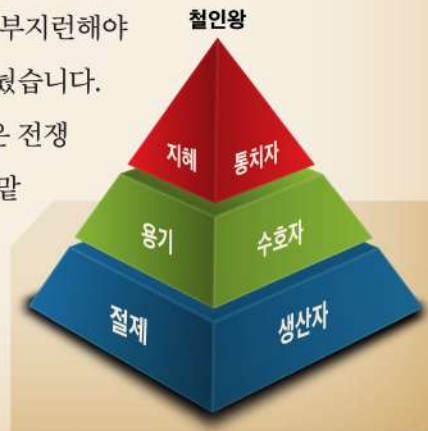 부지런해야
눴습니다.
은 전쟁
맡
철인왕
지혜 통치자
용기 수호자
절제 생산자